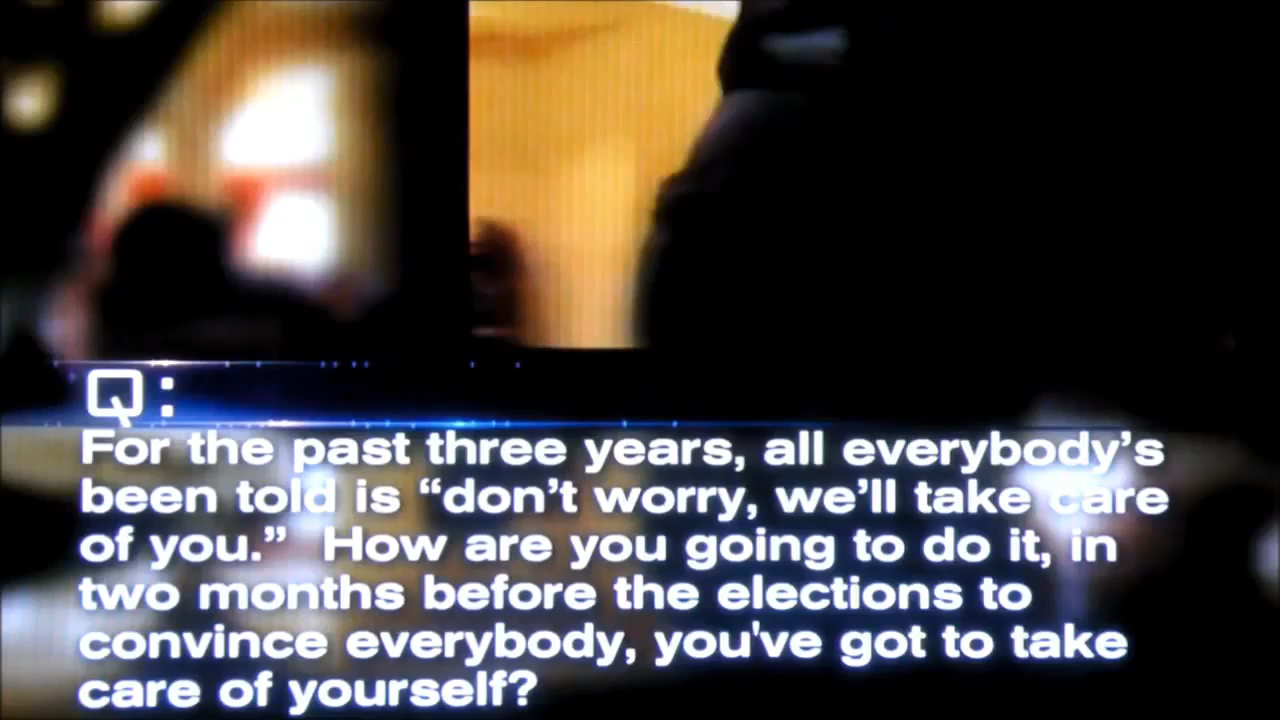 Q:
For the past three years, all everybody’s
been told is “don’t worry, we’ll take care
of you.”  How are you going to do it, in
two months before the elections to
convince everybody, you've got to take
care of yourself?